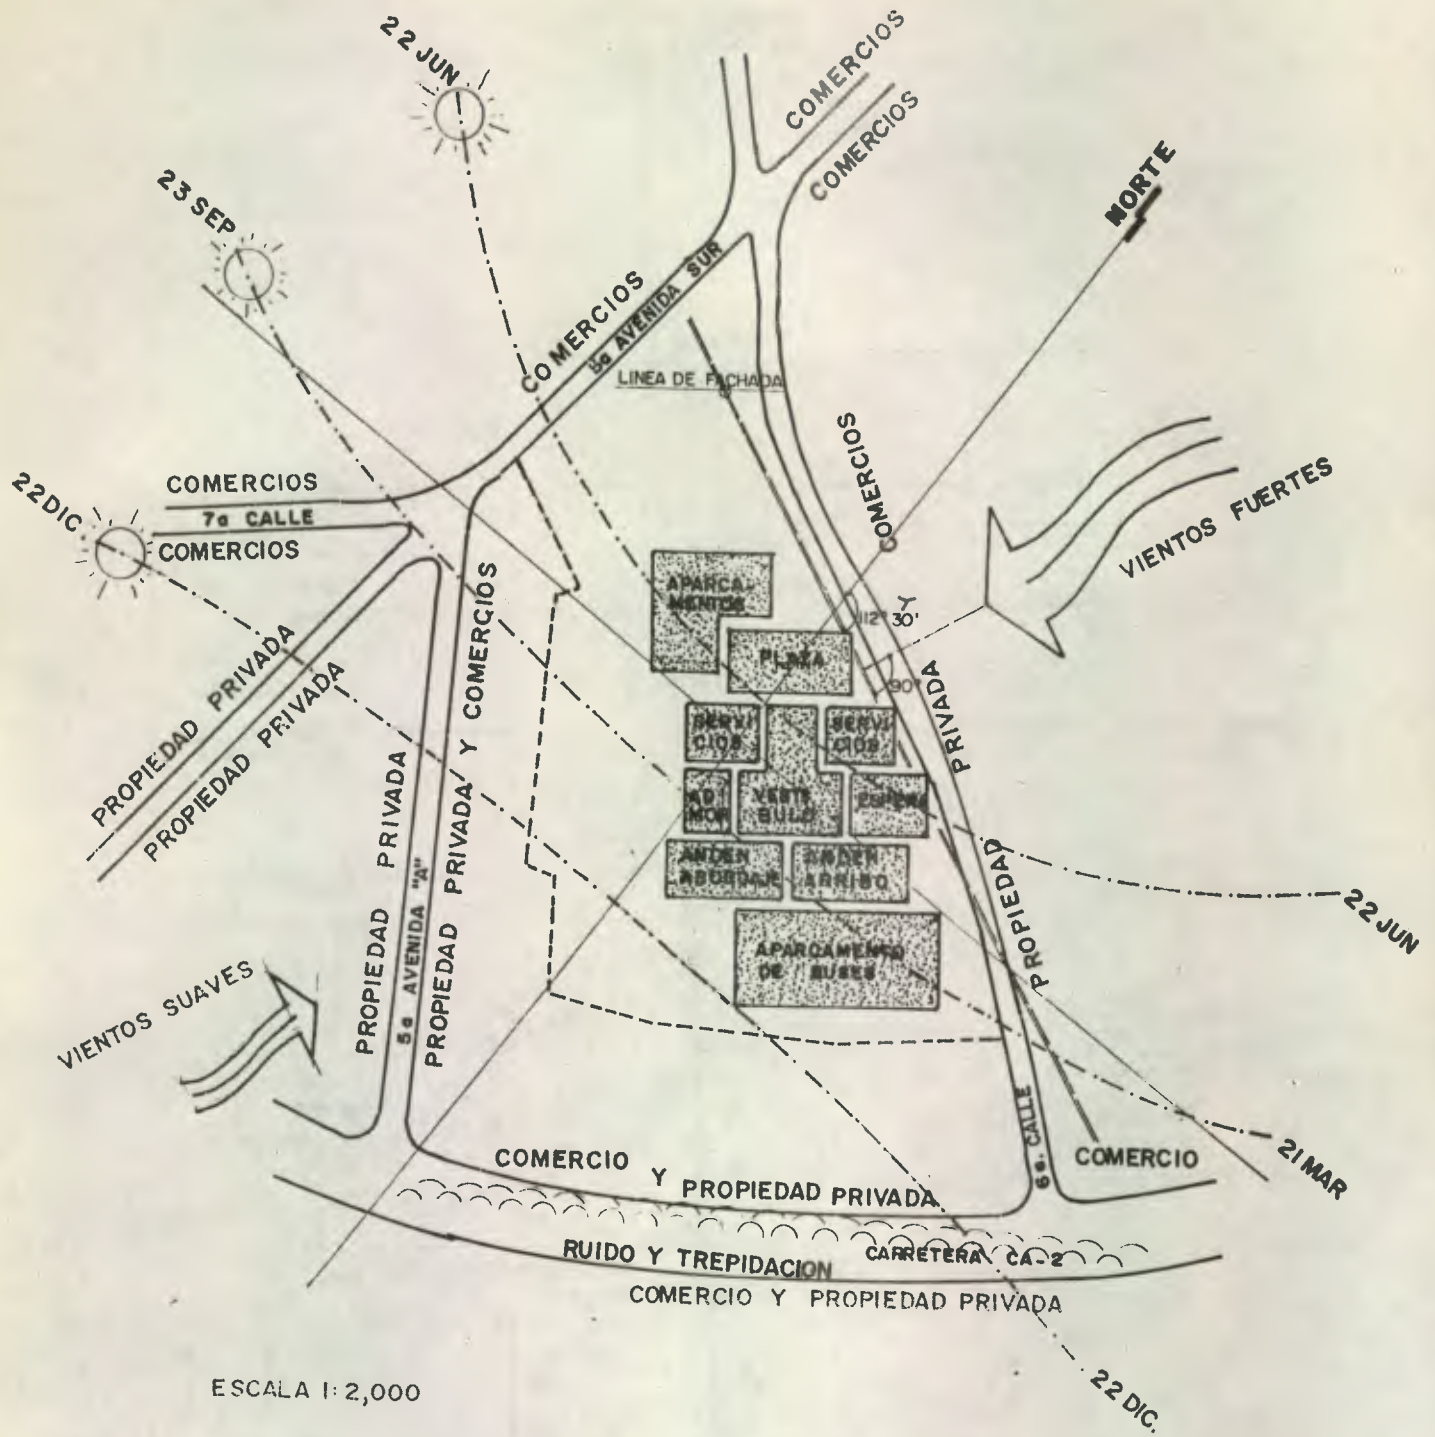 22 JUN
COMERCIOS
COMERCIOS
NORTE
23 SEP
COMERCIOS
5a AVENIDA SUR
LINEA DE FACHADA
COMERCIOS
VIENTOS FUERTES
22 DIC.
COMERCIOS
7a CALLE
COMERCIOS
APARCA-
MENTOS
112° 30'
PLAZA
90°
PROPIEDAD PRIVADA
PROPIEDAD PRIVADA
PROPIEDAD PRIVADA
5a AVENIDA "A"
PROPIEDAD PRIVADA Y COMERCIOS
SERVI-
CIOS
SERVI-
CIOS
AD-
MOR
VESTI
BULO
ESPERA
ANDEN
ABORDAJE
ANDEN
ARRIBO
APARCAMENTO
DE BUSES
PROPIEDAD PRIVADA
22 JUN
VIENTOS SUAVES
6a. CALLE
COMERCIO
21 MAR
COMERCIO Y PROPIEDAD PRIVADA
RUIDO Y TREPIDACION
CARRETERA CA-2
COMERCIO Y PROPIEDAD PRIVADA
22 DIC.
ESCALA 1:2,000